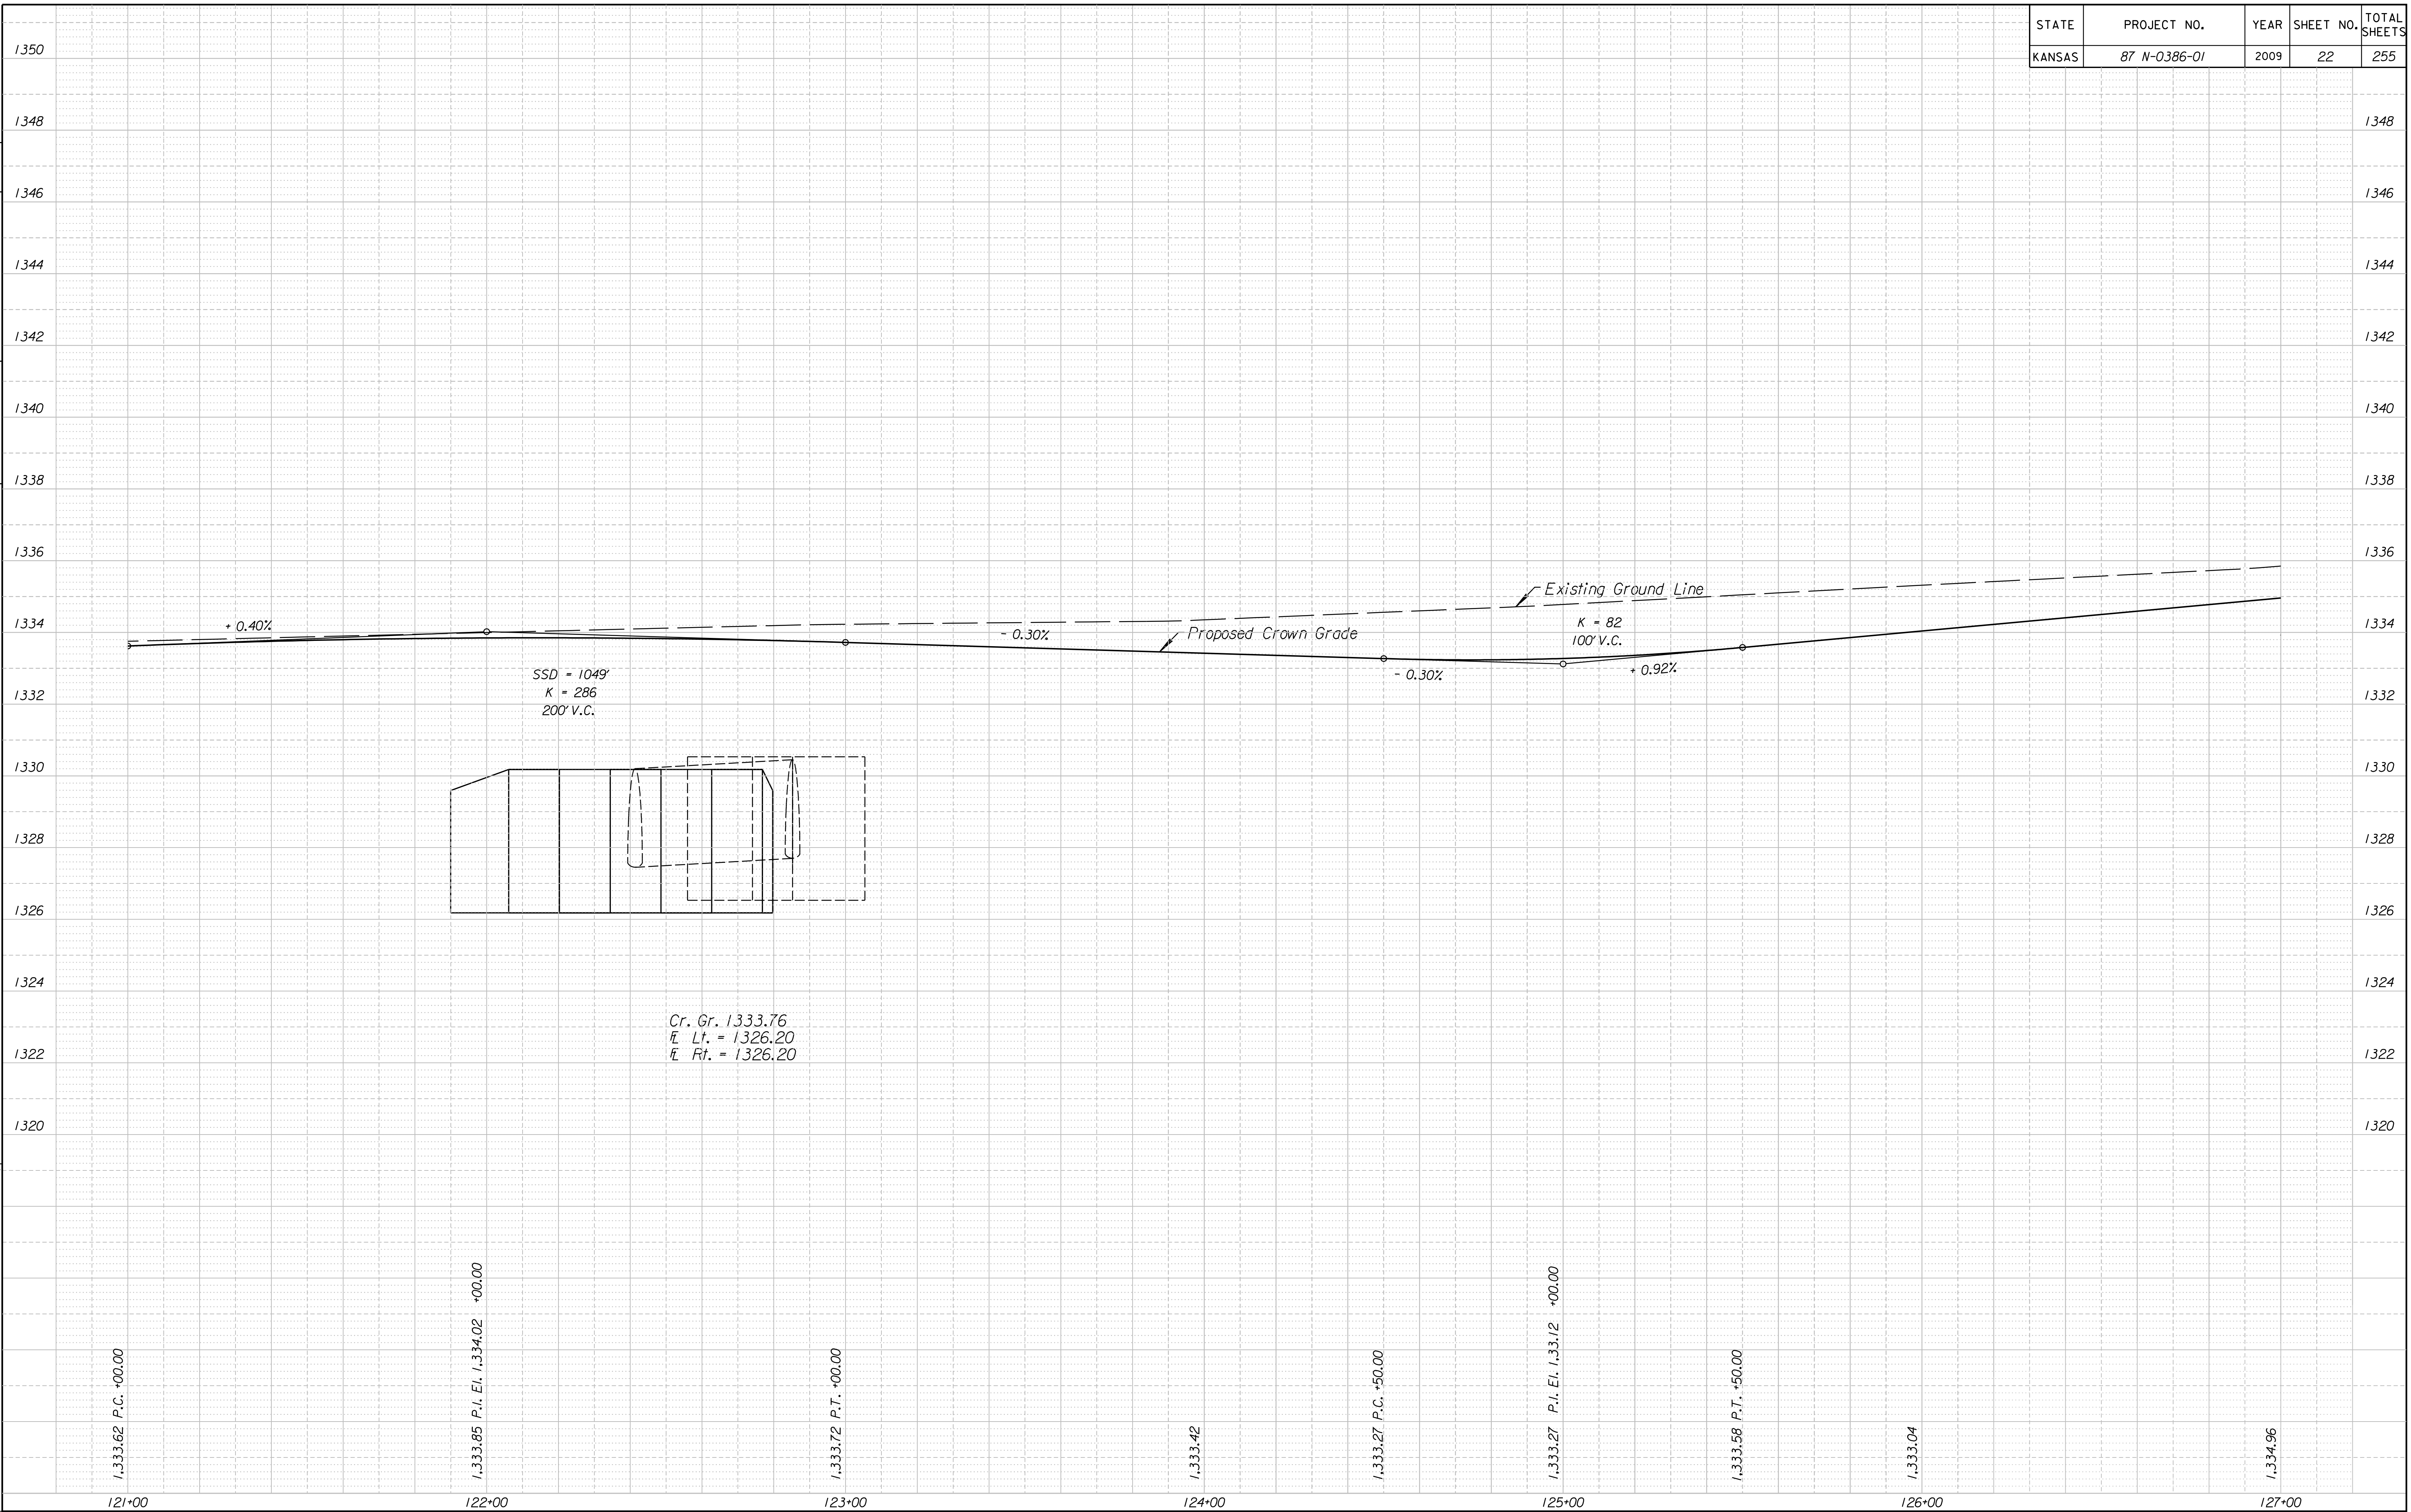 STATE PROJECT NO. YEAR SHEET NO. TOTAL SHEETS
KANSAS 87 N-0386-01 2009 22 255
1350
1348 1348
1346 1346
1344 1344
1342 1342
1340 1340
1338 1338
1336 1336
Existing Ground Line
+ 0.40%
1334 1334
- 0.30%
Proposed Crown Grade
K = 82
100' V.C.
SSD = 1049'
K = 286
200' V.C.
- 0.30%
+ 0.92%
1332 1332
1330 1330
1328 1328
1326 1326
1324 1324
Cr. Gr. 1333.76
FL Lt. = 1326.20
FL Rt. = 1326.20
1322 1322
1320 1320
1,333.62 P.C. +00.00
1,333.85 P.I. El. 1,334.02 +00.00
1,333.72 P.T. +00.00
1,333.42
1,333.27 P.C. +50.00
1,333.27 P.I. El. 1,333.12 +00.00
1,333.58 P.T. +50.00
1,333.04
1,334.96
121+00 122+00 123+00 124+00 125+00 126+00 127+00